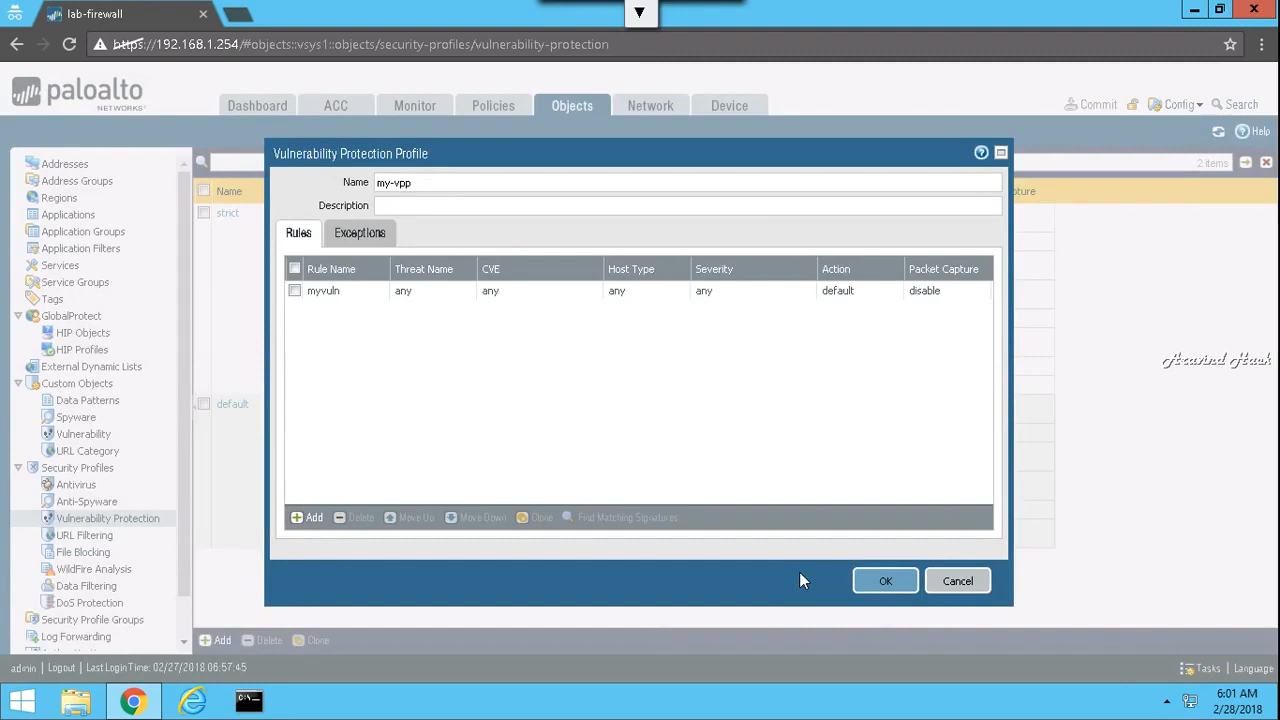 lab-firewall
https://192.168.1.254/#objects::vsys1::objects/security-profiles/vulnerability-protection
paloalto
NETWORKS®
Dashboard
ACC
Monitor
Policies
Objects
Network
Device
Commit
Config
Search
Help
Addresses
Address Groups
Regions
Applications
Application Groups
Application Filters
Services
Service Groups
Tags
GlobalProtect
HIP Objects
HIP Profiles
External Dynamic Lists
Custom Objects
Data Patterns
Spyware
Vulnerability
URL Category
Security Profiles
Antivirus
Anti-Spyware
Vulnerability Protection
URL Filtering
File Blocking
WildFire Analysis
Data Filtering
DoS Protection
Security Profile Groups
Log Forwarding
2 items
Name
strict
default
Vulnerability Protection Profile
Name my-vpp
Description
Rules Exceptions
Rule Name Threat Name CVE Host Type Severity Action Packet Capture
myvuln any any any any default disable
Add Delete Move Up Move Down Clone Find Matching Signatures
OK Cancel
Aravind Hack
Add Delete Clone
admin | Logout | Last Login Time: 02/27/2018 06:57:45
Tasks | Language
6:01 AM
2/28/2018